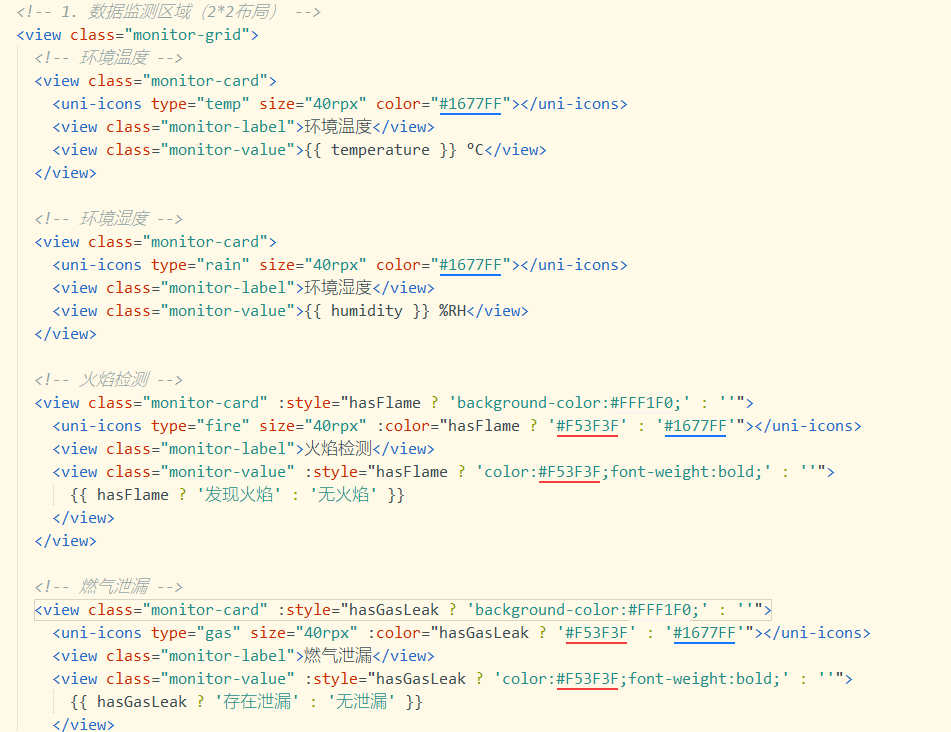 <!-- 1. 数据监测区域（2*2布局） -->
<view class="monitor-grid">
<!-- 环境温度 -->
<view class="monitor-card">
<uni-icons type="temp" size="40rpx" color="#1677FF"></uni-icons>
<view class="monitor-label">环境温度</view>
<view class="monitor-value">{{ temperature }} ℃</view>
</view>
<!-- 环境湿度 -->
<view class="monitor-card">
<uni-icons type="rain" size="40rpx" color="#1677FF"></uni-icons>
<view class="monitor-label">环境湿度</view>
<view class="monitor-value">{{ humidity }} %RH</view>
</view>
<!-- 火焰检测 -->
<view class="monitor-card" :style="hasFlame ? 'background-color:#FFF1F0;' : ''">
<uni-icons type="fire" size="40rpx" :color="hasFlame ? '#F53F3F' : '#1677FF'"></uni-icons>
<view class="monitor-label">火焰检测</view>
<view class="monitor-value" :style="hasFlame ? 'color:#F53F3F;font-weight:bold;' : ''">
{{ hasFlame ? '发现火焰' : '无火焰' }}
</view>
</view>
<!-- 燃气泄漏 -->
<view class="monitor-card" :style="hasGasLeak ? 'background-color:#FFF1F0;' : ''">
<uni-icons type="gas" size="40rpx" :color="hasGasLeak ? '#F53F3F' : '#1677FF'"></uni-icons>
<view class="monitor-label">燃气泄漏</view>
<view class="monitor-value" :style="hasGasLeak ? 'color:#F53F3F;font-weight:bold;' : ''">
{{ hasGasLeak ? '存在泄漏' : '无泄漏' }}
</view>